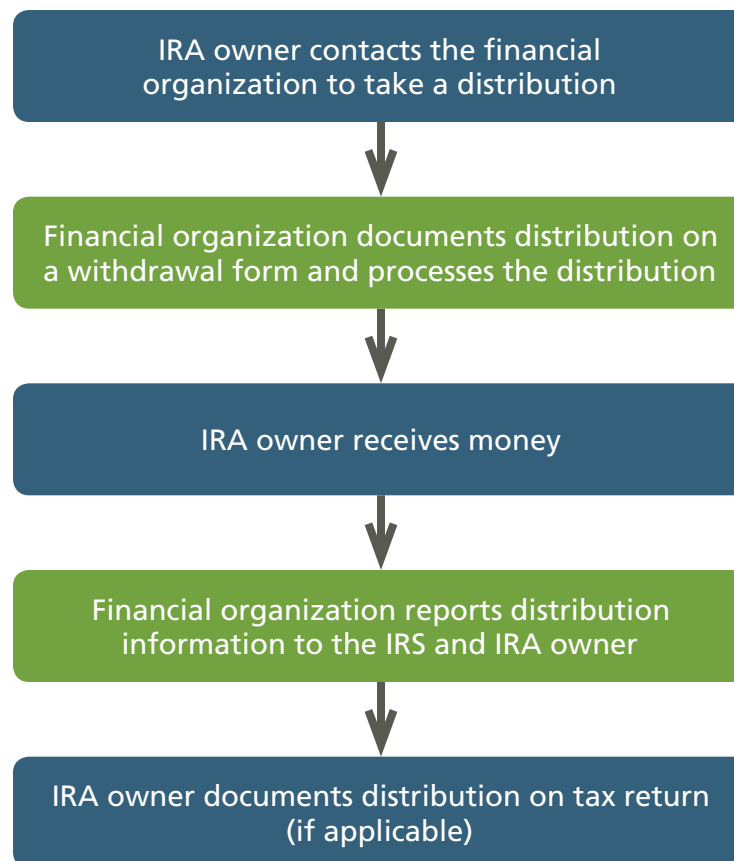 IRA owner contacts the financial
organization to take a distribution
Financial organization documents distribution on
a withdrawal form and processes the distribution
IRA owner receives money
Financial organization reports distribution
information to the IRS and IRA owner
IRA owner documents distribution on tax return
(if applicable)